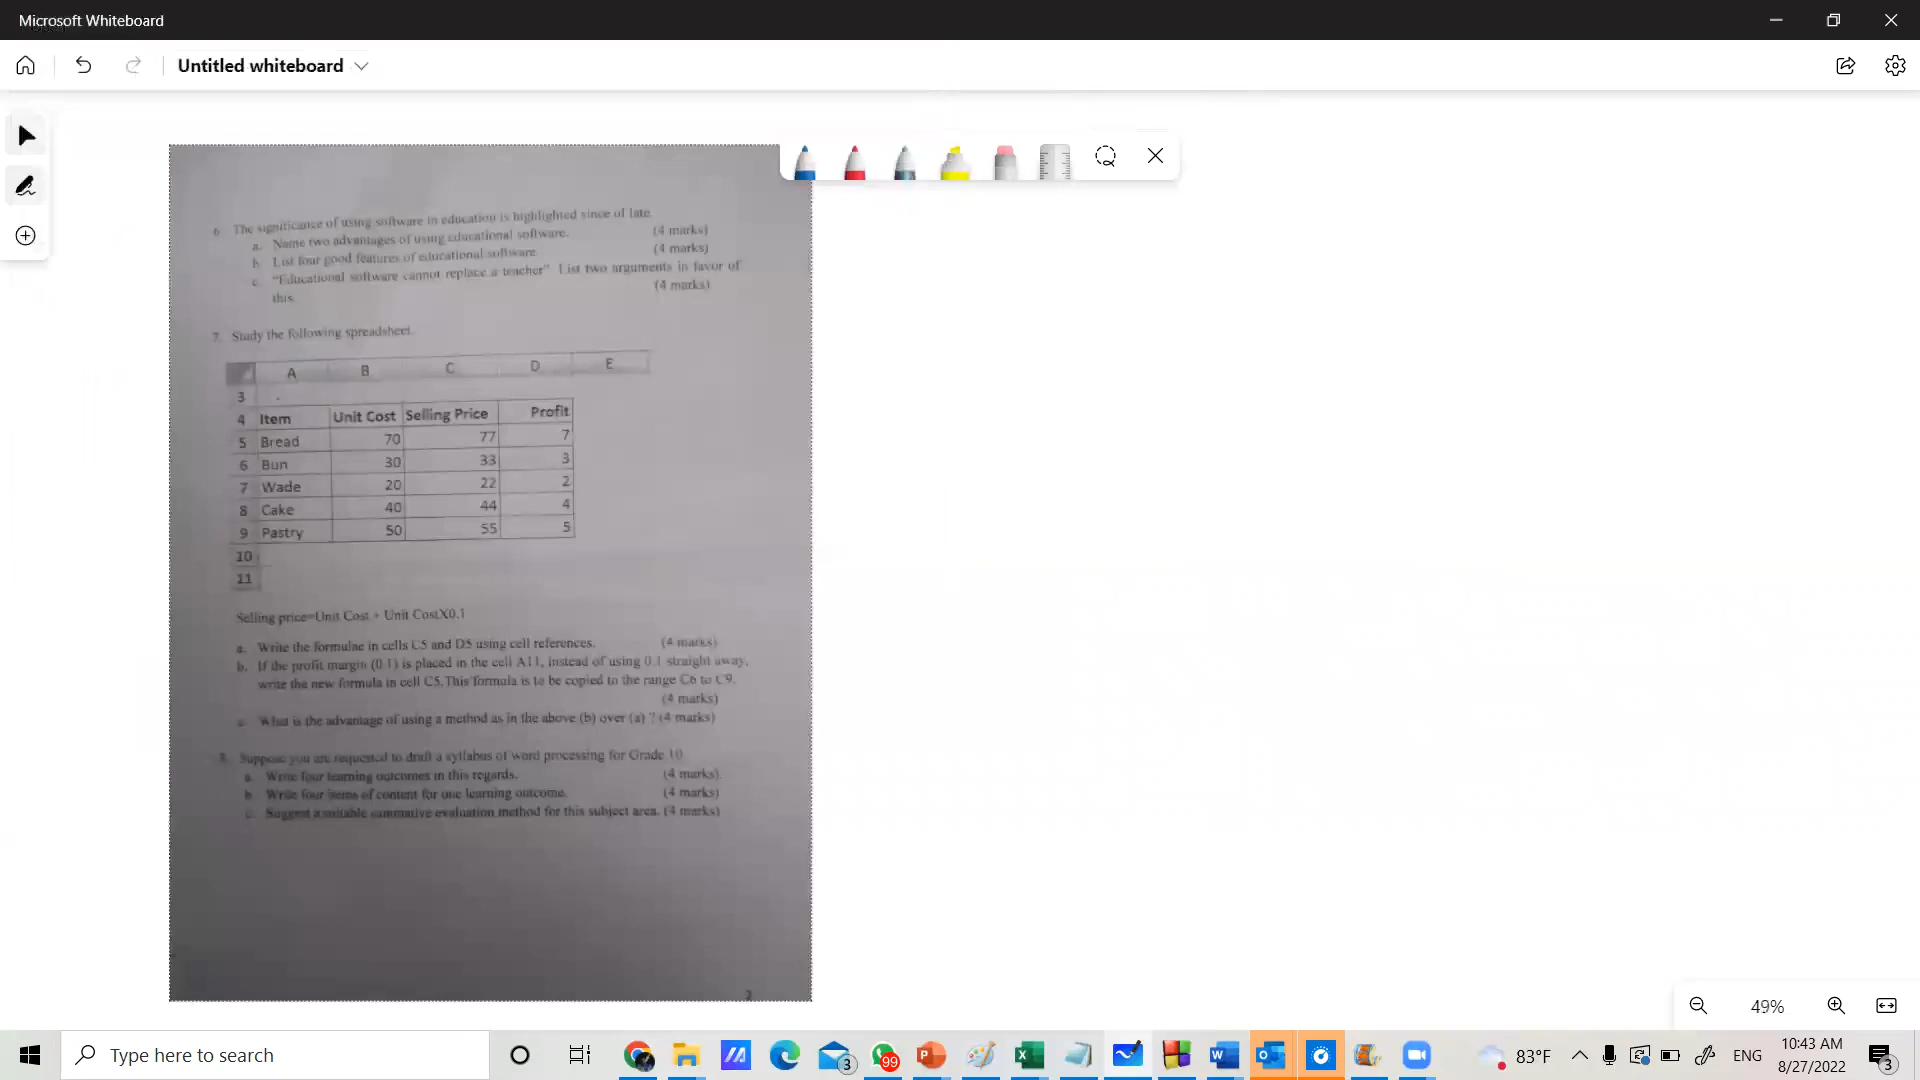 Microsoft Whiteboard
Untitled whiteboard
6. The significance of using software in education is highlighted since of late.
a. Name two advantages of using educational software. (4 marks)
b. List four good features of educational software. (4 marks)
c. "Educational software cannot replace a teacher". List two arguments in favor of
this. (4 marks)
7. Study the following spreadsheet.
A B C D E
3
4 Item Unit Cost Selling Price Profit
5 Bread 70 77 7
6 Bun 30 33 3
7 Wade 20 22 2
8 Cake 40 44 4
9 Pastry 50 55 5
10
11
Selling price=Unit Cost + Unit CostX0.1
a. Write the formulae in cells C5 and D5 using cell references. (4 marks)
b. If the profit margin (0.1) is placed in the cell A11, instead of using 0.1 straight away,
write the new formula in cell C5.This formula is to be copied to the range C6 to C9.
(4 marks)
c. What is the advantage of using a method as in the above (b) over (a) ? (4 marks)
8. Suppose you are requested to draft a syllabus of word processing for Grade 10
a. Write four learning outcomes in this regards. (4 marks)
b. Write four items of content for one learning outcome. (4 marks)
c. Suggest a suitable summative evaluation method for this subject area. (4 marks)
2
49%
Type here to search
3
99
83°F
ENG
10:43 AM
8/27/2022
3